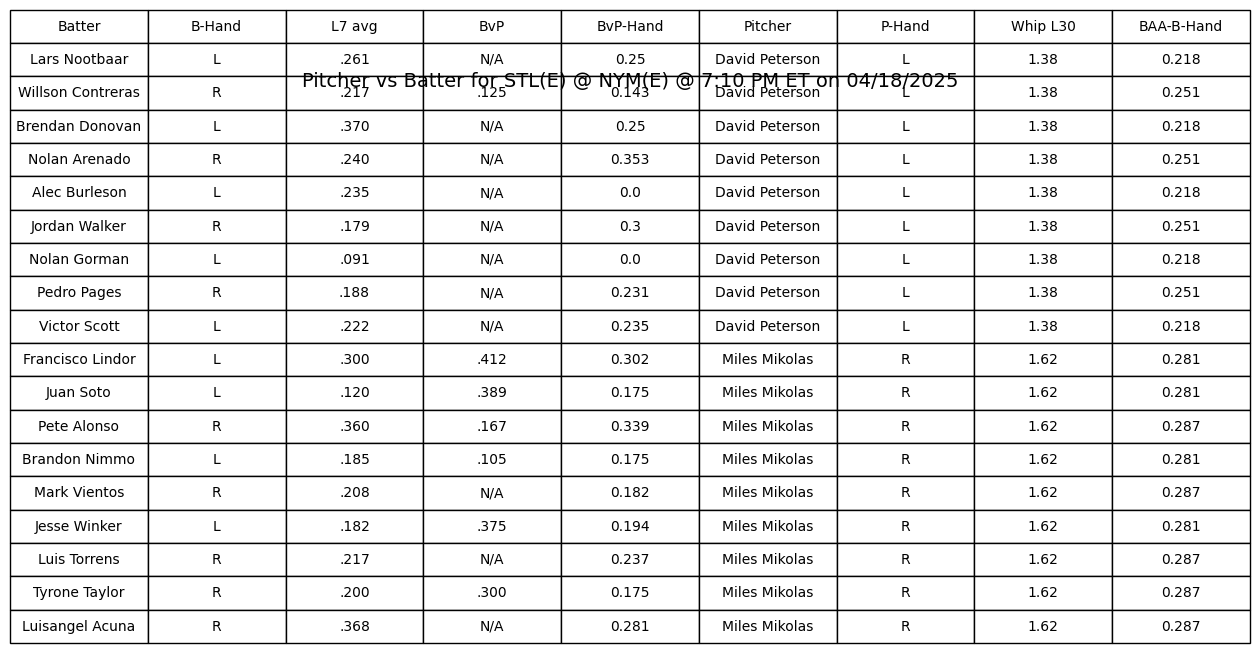 Batter B-Hand L7 avg BvP BvP-Hand Pitcher P-Hand Whip L30 BAA-B-Hand
Lars Nootbaar L .261 N/A 0.25 David Peterson L 1.38 0.218
Pitcher vs Batter for STL(E) @ NYM(E) @ 7:10 PM ET on 04/18/2025
Willson Contreras R .217 .125 0.143 David Peterson L 1.38 0.251
Brendan Donovan L .370 N/A 0.25 David Peterson L 1.38 0.218
Nolan Arenado R .240 N/A 0.353 David Peterson L 1.38 0.251
Alec Burleson L .235 N/A 0.0 David Peterson L 1.38 0.218
Jordan Walker R .179 N/A 0.3 David Peterson L 1.38 0.251
Nolan Gorman L .091 N/A 0.0 David Peterson L 1.38 0.218
Pedro Pages R .188 N/A 0.231 David Peterson L 1.38 0.251
Victor Scott L .222 N/A 0.235 David Peterson L 1.38 0.218
Francisco Lindor L .300 .412 0.302 Miles Mikolas R 1.62 0.281
Juan Soto L .120 .389 0.175 Miles Mikolas R 1.62 0.281
Pete Alonso R .360 .167 0.339 Miles Mikolas R 1.62 0.287
Brandon Nimmo L .185 .105 0.175 Miles Mikolas R 1.62 0.281
Mark Vientos R .208 N/A 0.182 Miles Mikolas R 1.62 0.287
Jesse Winker L .182 .375 0.194 Miles Mikolas R 1.62 0.281
Luis Torrens R .217 N/A 0.237 Miles Mikolas R 1.62 0.287
Tyrone Taylor R .200 .300 0.175 Miles Mikolas R 1.62 0.287
Luisangel Acuna R .368 N/A 0.281 Miles Mikolas R 1.62 0.287